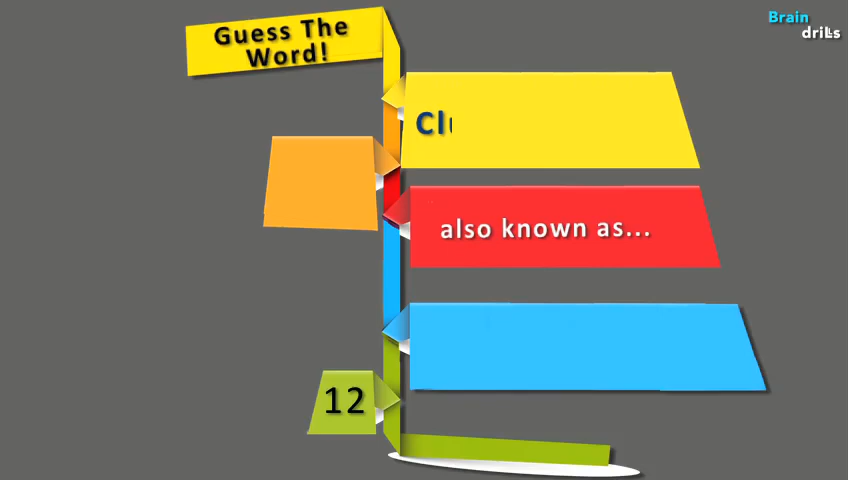 Guess The
Word!
Brain
drills
also known as...
12